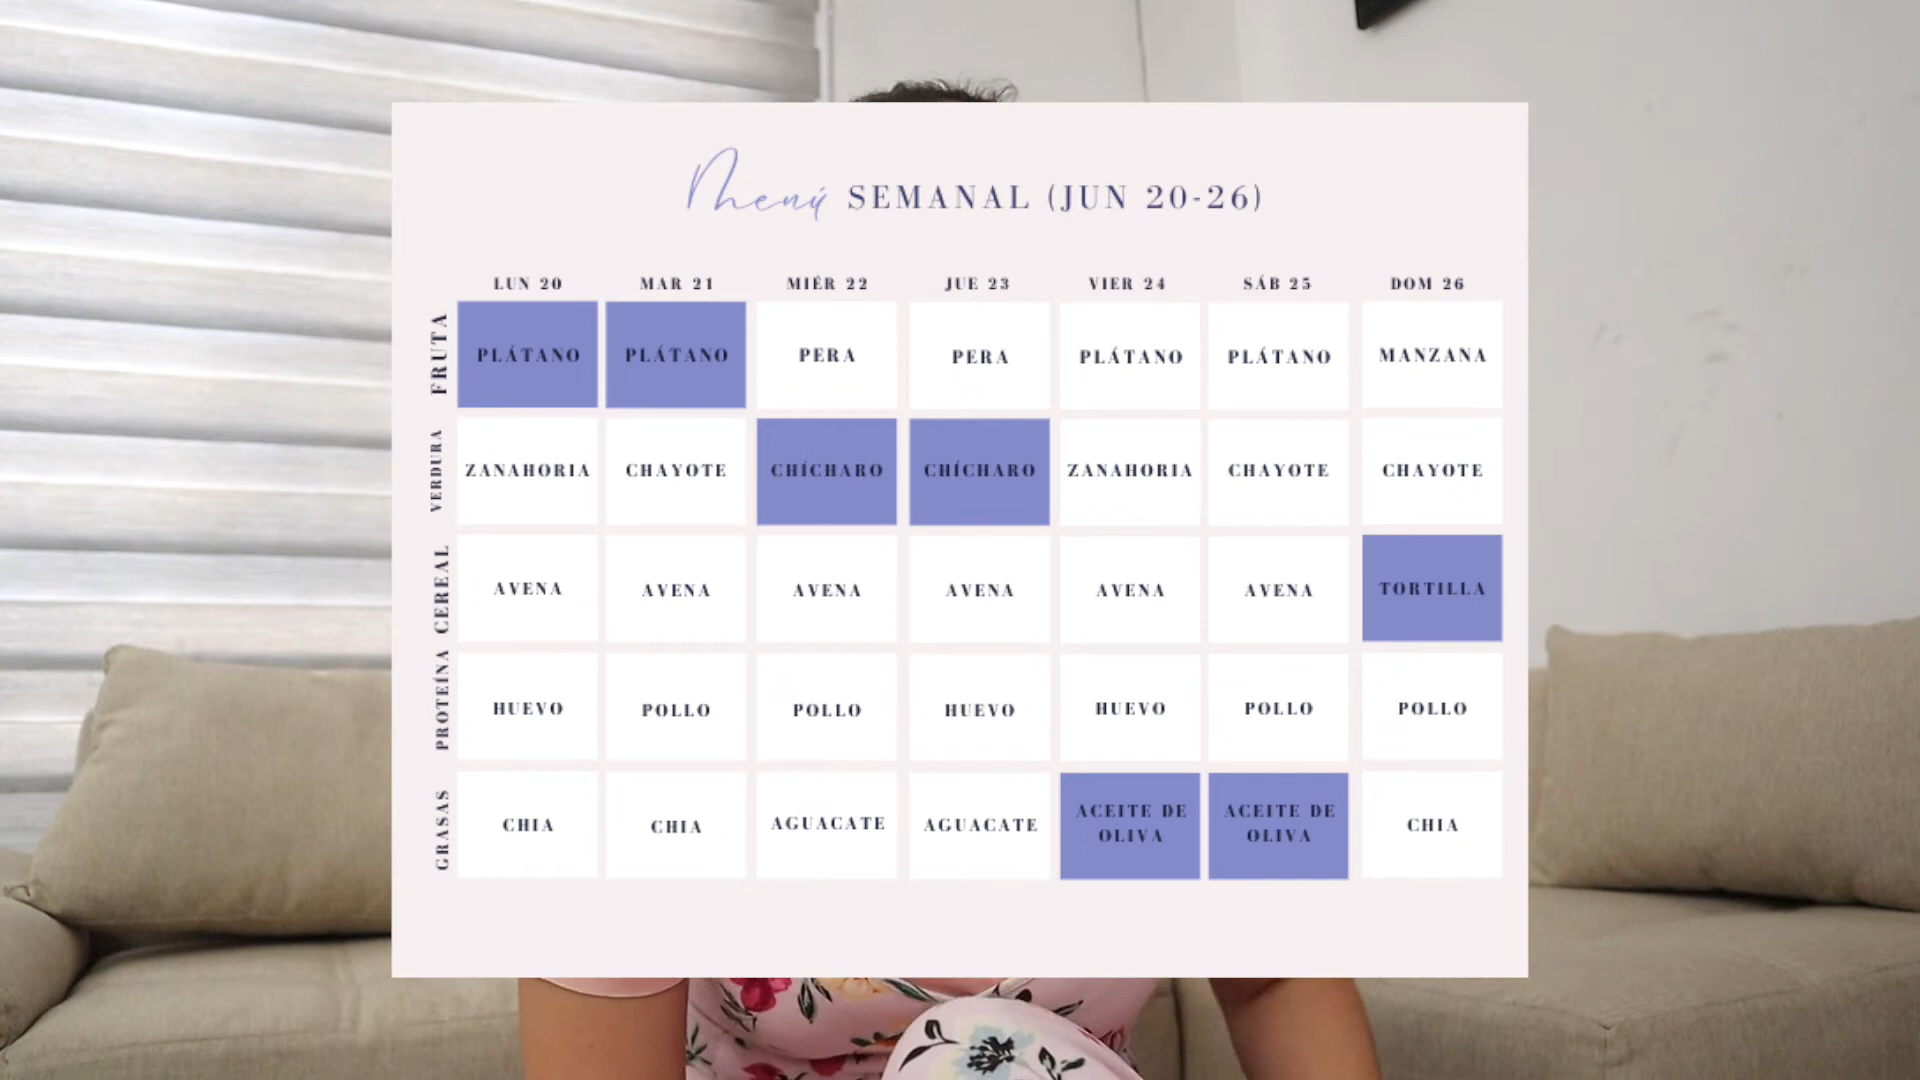 Menú SEMANAL (JUN 20-26)
LUN 20 MAR 21 MIÉR 22 JUE 23 VIER 24 SÁB 25 DOM 26
FRUTA PLÁTANO PLÁTANO PERA PERA PLÁTANO PLÁTANO MANZANA
VERDURA ZANAHORIA CHAYOTE CHÍCHARO CHÍCHARO ZANAHORIA CHAYOTE CHAYOTE
CEREAL AVENA AVENA AVENA AVENA AVENA AVENA TORTILLA
PROTEÍNA HUEVO POLLO POLLO HUEVO HUEVO POLLO POLLO
GRASAS CHIA CHIA AGUACATE AGUACATE ACEITE DE OLIVA ACEITE DE OLIVA CHIA